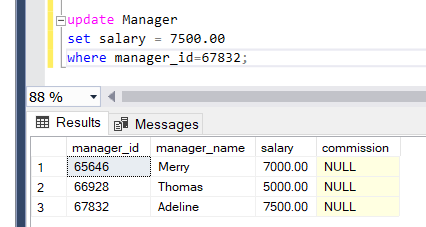 update Manager
set salary = 7500.00
where manager_id=67832;
88 %
Results Messages
manager_id manager_name salary commission
1 65646 Merry 7000.00 NULL
2 66928 Thomas 5000.00 NULL
3 67832 Adeline 7500.00 NULL